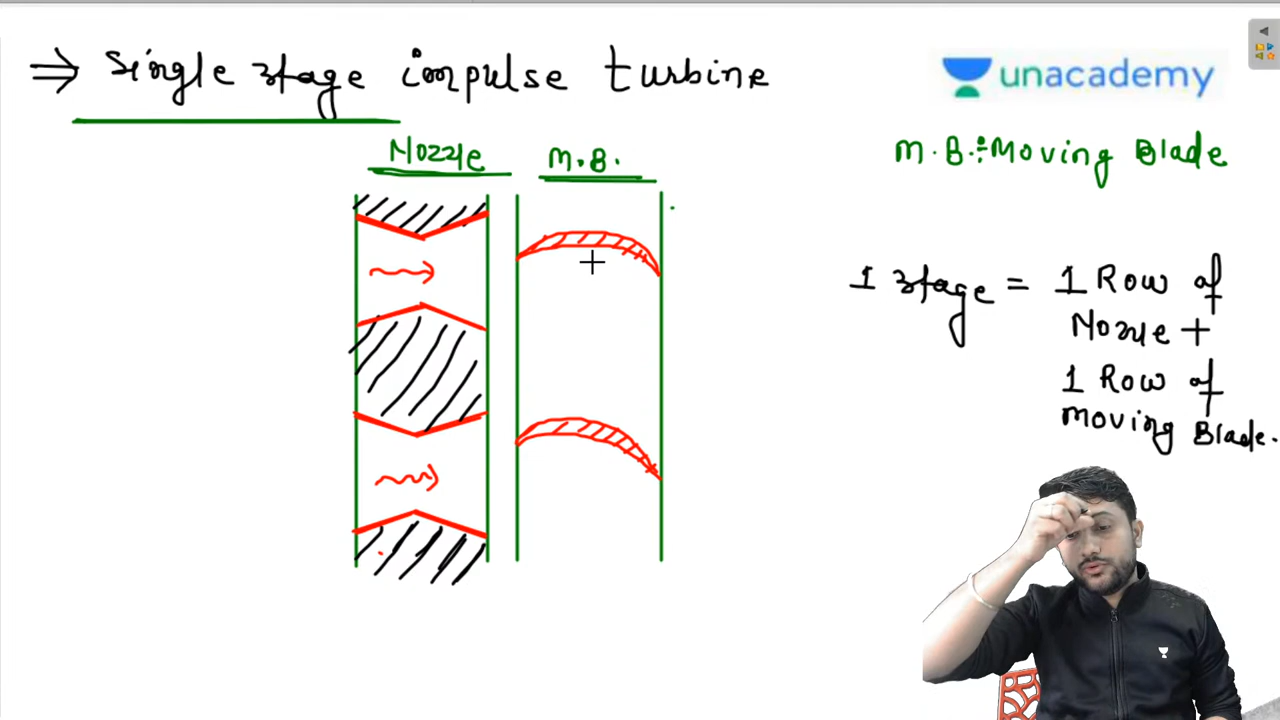 ⇒ Single stage impulse turbine
unacademy
Nozzle
M.B.
M.B. : Moving Blade
1 stage = 1 Row of
Nozzle +
1 Row of
Moving Blade.